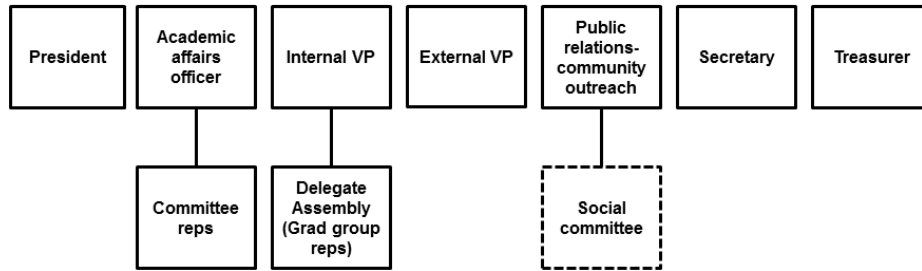 President
Academic
affairs
officer
Internal VP
External VP
Public
relations-
community
outreach
Secretary
Treasurer
Committee
reps
Delegate
Assembly
(Grad group
reps)
Social
committee